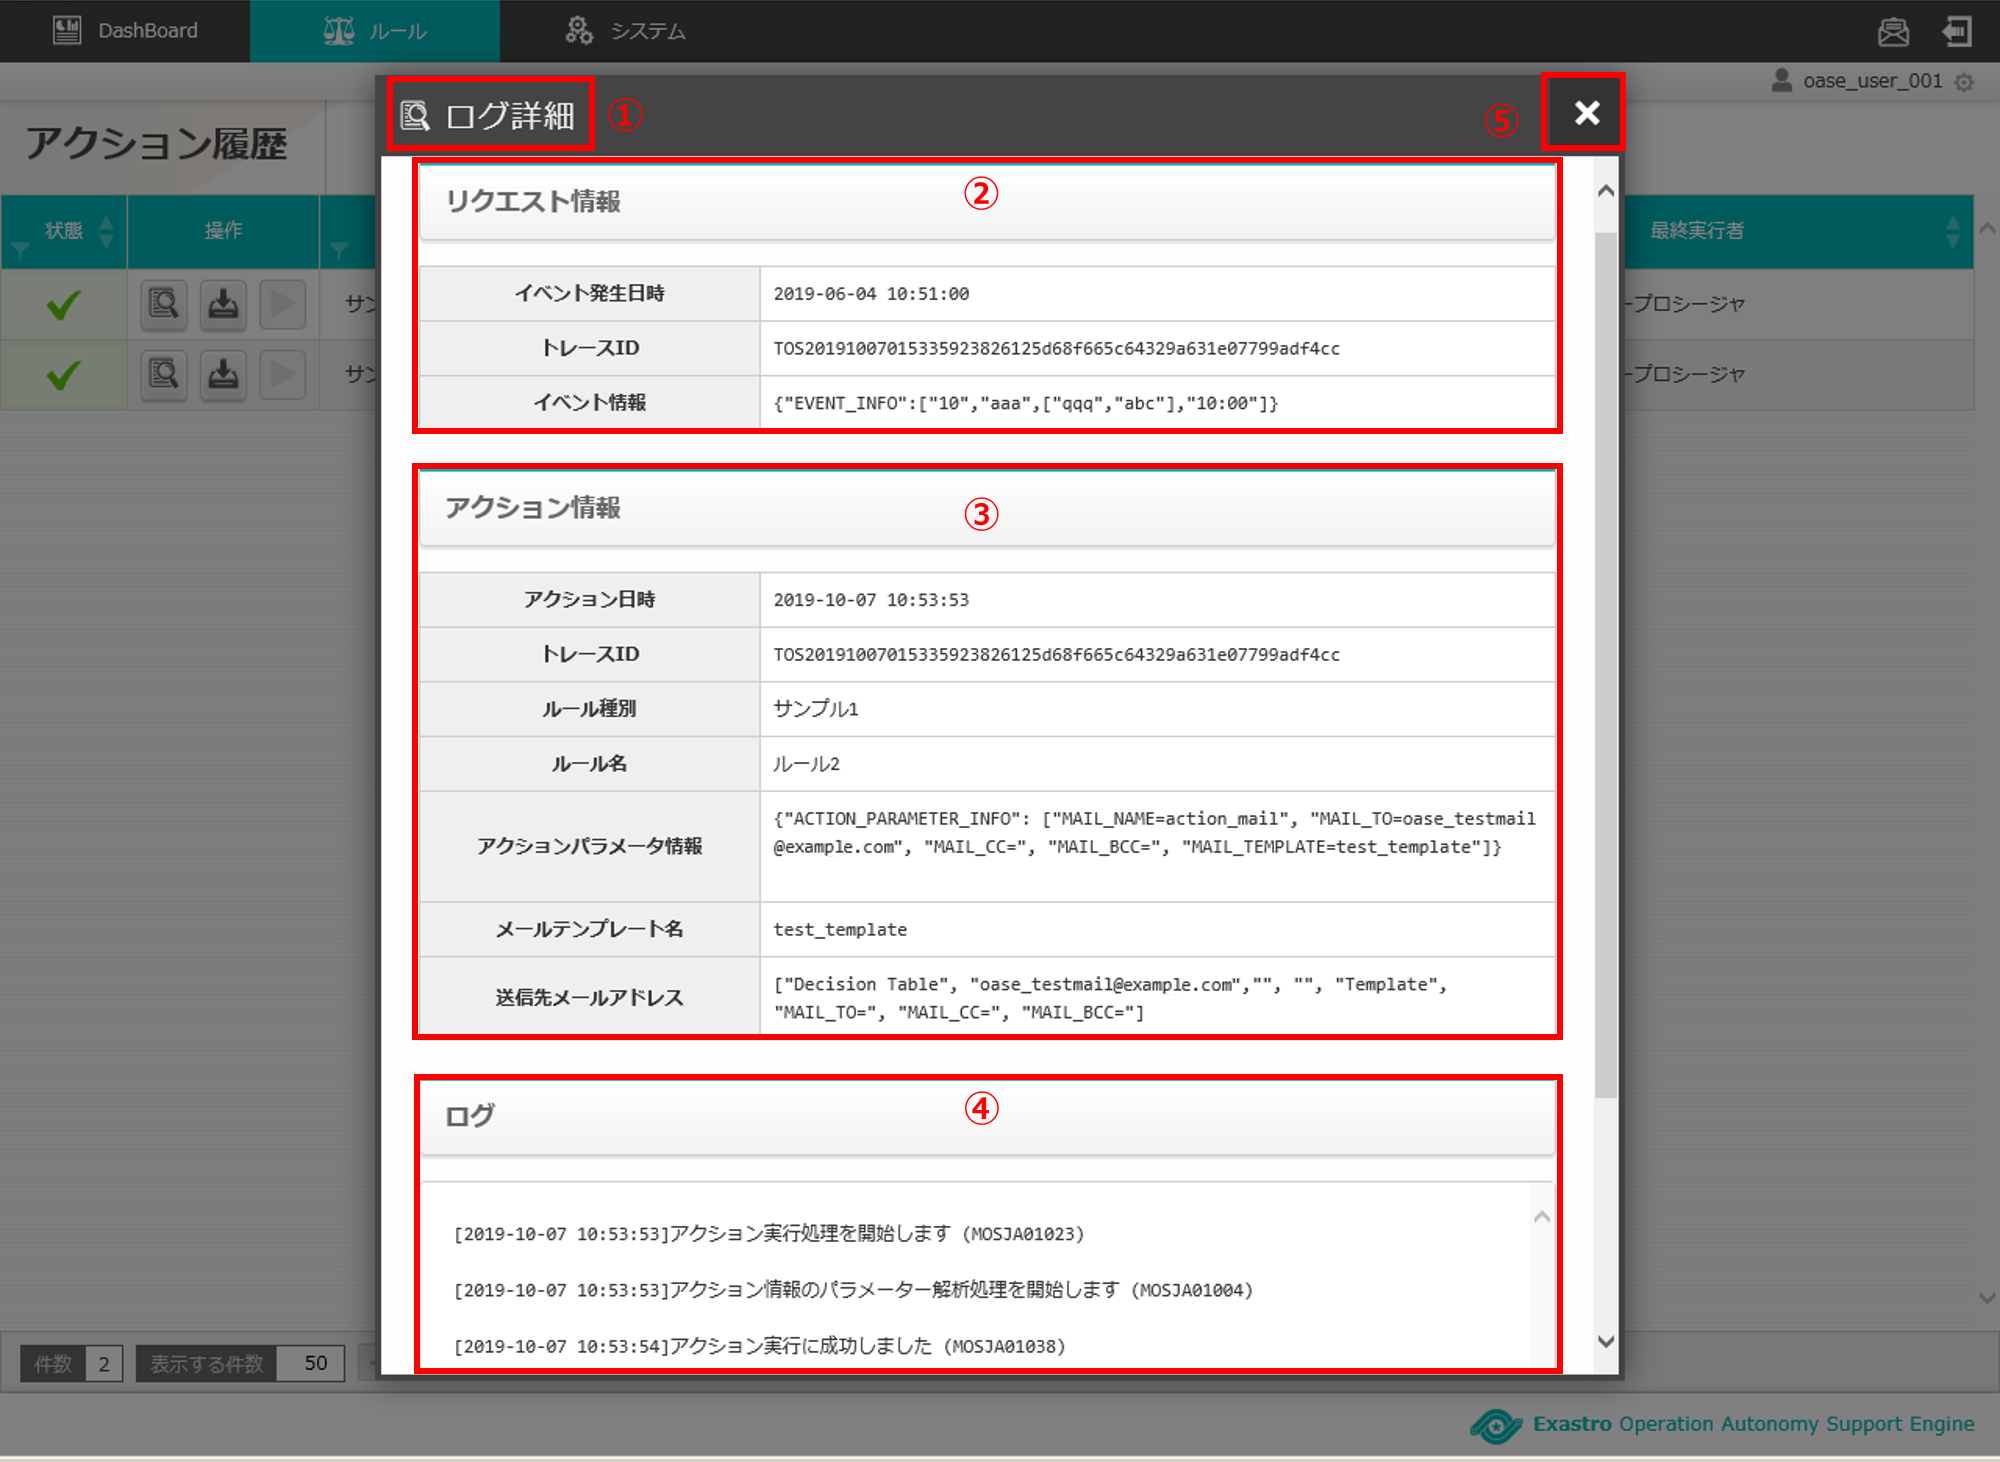 DashBoard
ルール
システム
oase_user_001
アクション履歴
ログ詳細
①
⑤
状態
操作
最終実行者
サン
ープロシージャ
サン
ープロシージャ
リクエスト情報
②
イベント発生日時
2019-06-04 10:51:00
トレースID
TOS20191007015335923826125d68f665c64329a631e07799adf4cc
イベント情報
{"EVENT_INFO":["10","aaa",["qqq","abc"],"10:00"]}
アクション情報
③
アクション日時
2019-10-07 10:53:53
トレースID
TOS20191007015335923826125d68f665c64329a631e07799adf4cc
ルール種別
サンプル1
ルール名
ルール2
アクションパラメータ情報
{"ACTION_PARAMETER_INFO": ["MAIL_NAME=action_mail", "MAIL_TO=oase_testmail
@example.com", "MAIL_CC=", "MAIL_BCC=", "MAIL_TEMPLATE=test_template"]}
メールテンプレート名
test_template
送信先メールアドレス
["Decision Table", "oase_testmail@example.com","", "", "Template",
"MAIL_TO=", "MAIL_CC=", "MAIL_BCC="]
ログ
④
[2019-10-07 10:53:53]アクション実行処理を開始します (MOSJA01023)
[2019-10-07 10:53:53]アクション情報のパラメーター解析処理を開始します (MOSJA01004)
[2019-10-07 10:53:54]アクション実行に成功しました (MOSJA01038)
件数
2
表示する件数
50
Exastro Operation Autonomy Support Engine